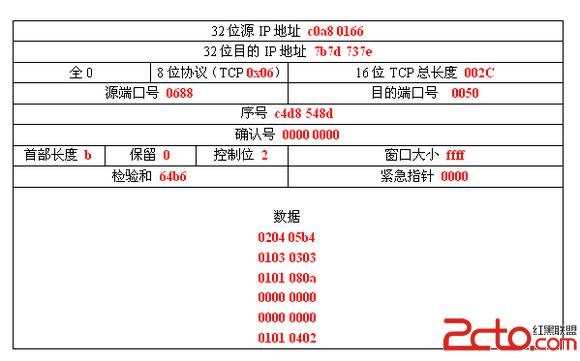 32位源 IP 地址 c0a8 0166
32位目的 IP 地址 7b7d 737e
全 0 8 位协议（TCP 0x06） 16 位 TCP 总长度 002C
源端口号 0688 目的端口号 0050
序号 c4d8 548d
确认号 0000 0000
首部长度 b 保留 0 控制位 2 窗口大小 ffff
检验和 64b6 紧急指针 0000
数据
0204 05b4
0103 0303
0101 080a
0000 0000
0000 0000
0101 0402
2cto 红黑联盟
.com